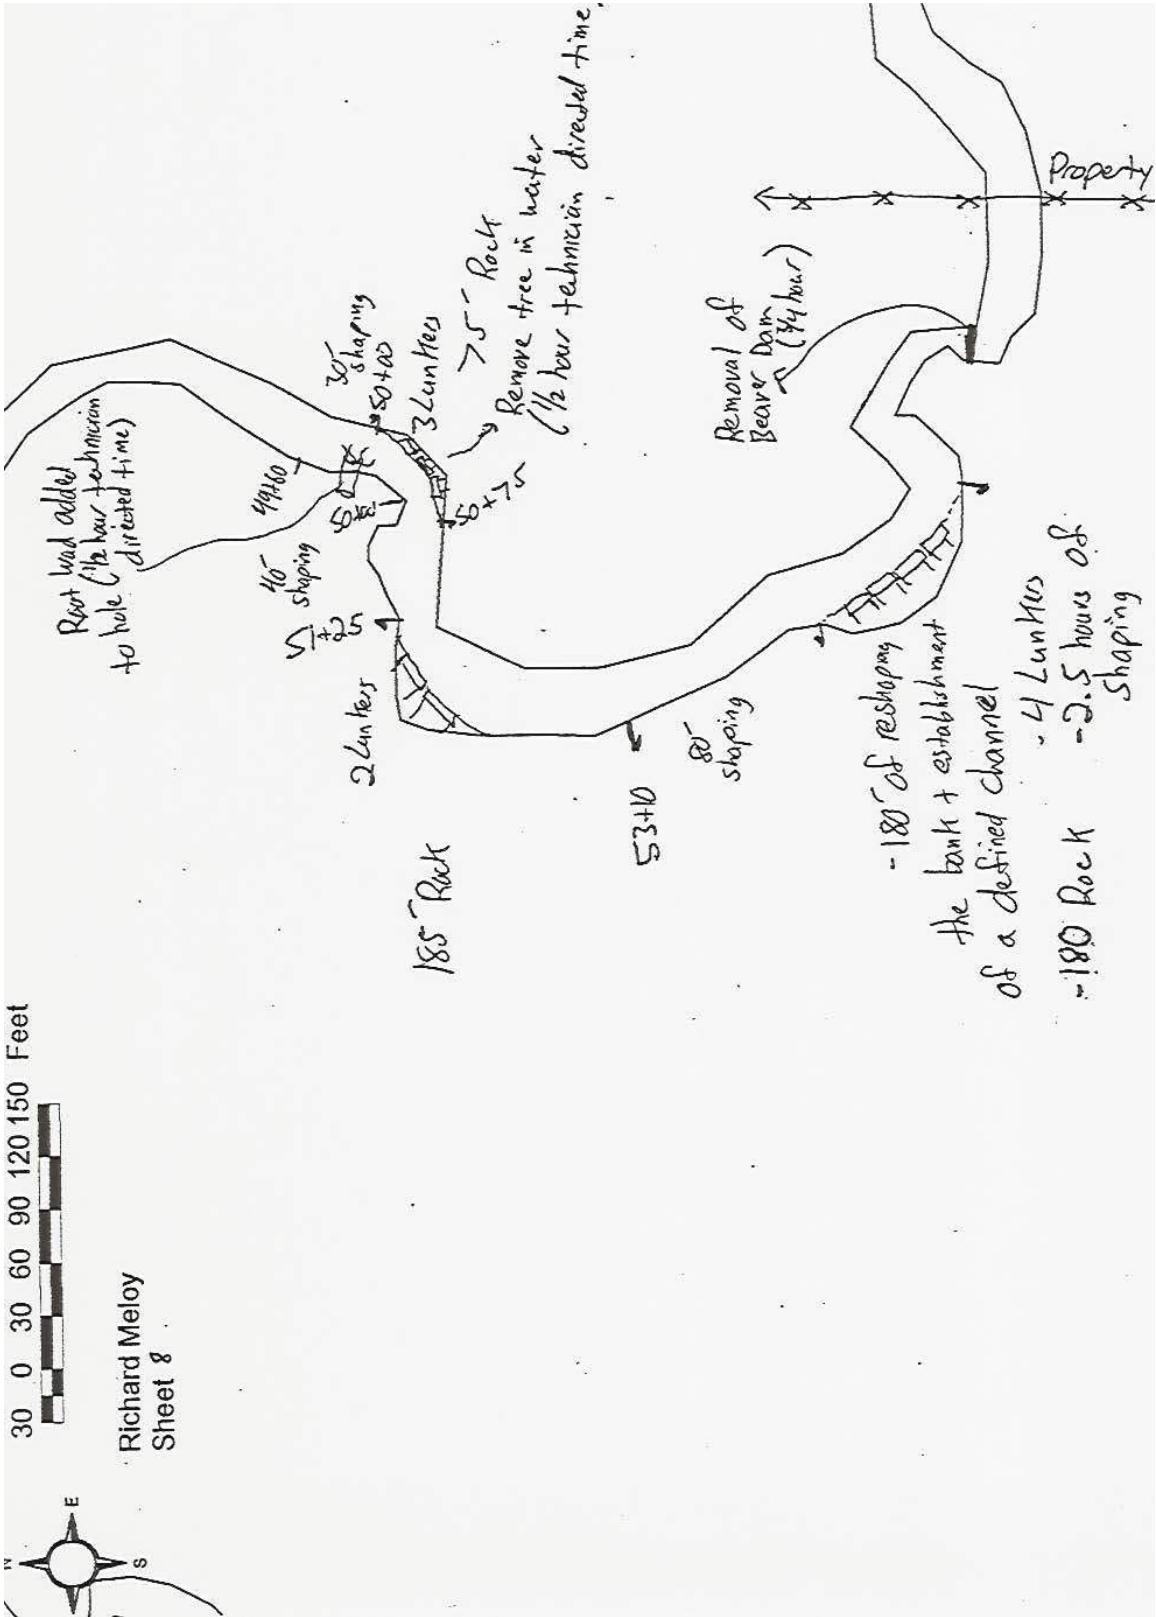 N
E
S
30 0 30 60 90 120 150 Feet
Richard Meloy
Sheet 8
Root wad added
to hole (1/2 hour technician
directed time)
49+60
50+00
40'
shaping
51+25
2 Lunkers
185' Rock
30'
shaping
50+00
3 Lunkers
75' Rock
Remove tree in water
(1/2 hour technician directed time)
50+75
53+10
80'
shaping
Removal of
Beaver Dam
(3/4 hour)
Property
-180' of reshaping
the bank + establishment
of a defined channel
- 4 Lunkers
-180 Rock
-2.5 hours of
shaping